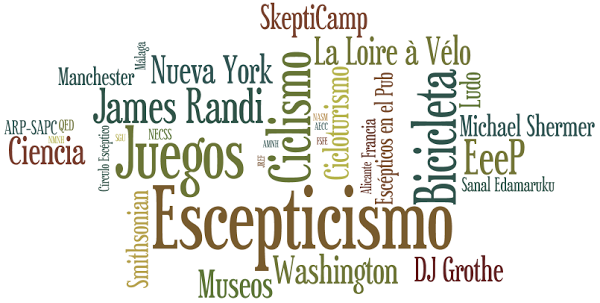 SkeptiCamp
La Loire à Vélo
Málaga
Nueva York
Manchester
James Randi
Ciclismo
Cicloturismo
Escépticos en el Pub
Bicicleta
Ludo
ARP-SAPC
QED
NMNH
Ciencia
Círculo Escéptico
SGU
NECSS
Juegos
AMNH
JREF
NASM
AECC
ESEE
Alicante
Francia
Michael Shermer
EeeP
Sanal Edamaruku
Smithsonian
Escepticismo
Museos
Washington
DJ Grothe